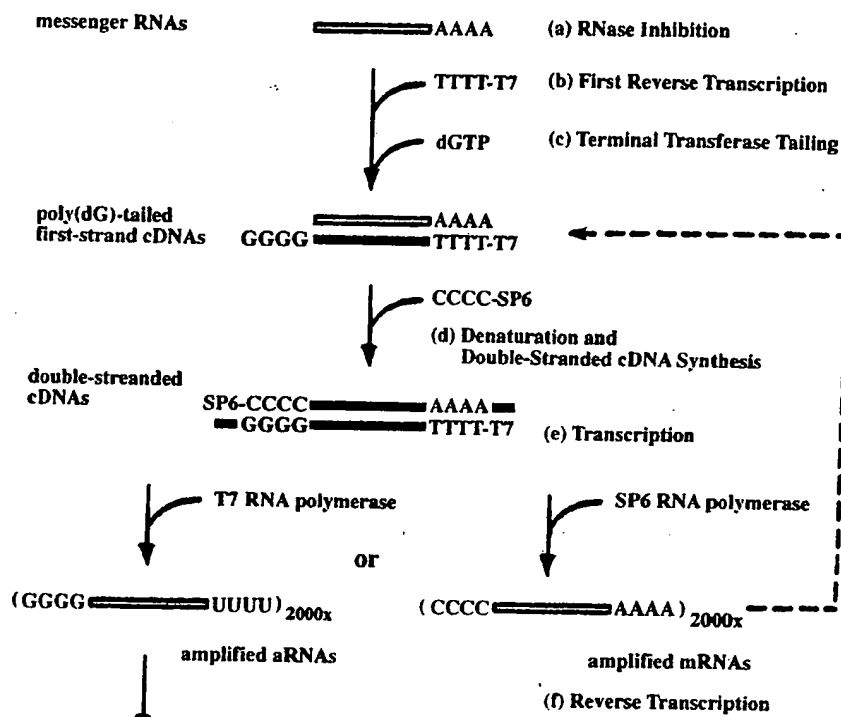 messenger RNAs AAAA (a) RNase Inhibition
TTTT-T7 (b) First Reverse Transcription
dGTP (c) Terminal Transferase Tailing
poly(dG)-tailed
first-strand cDNAs
AAAA
GGGG TTTT-T7
CCCC-SP6
(d) Denaturation and
Double-Stranded cDNA Synthesis
double-streanded
cDNAs
SP6-CCCC AAAA
GGGG TTTT-T7
(e) Transcription
T7 RNA polymerase SP6 RNA polymerase
or
(GGGG UUUU)2000x (CCCC AAAA)2000x
amplified aRNAs amplified mRNAs
(f) Reverse Transcription